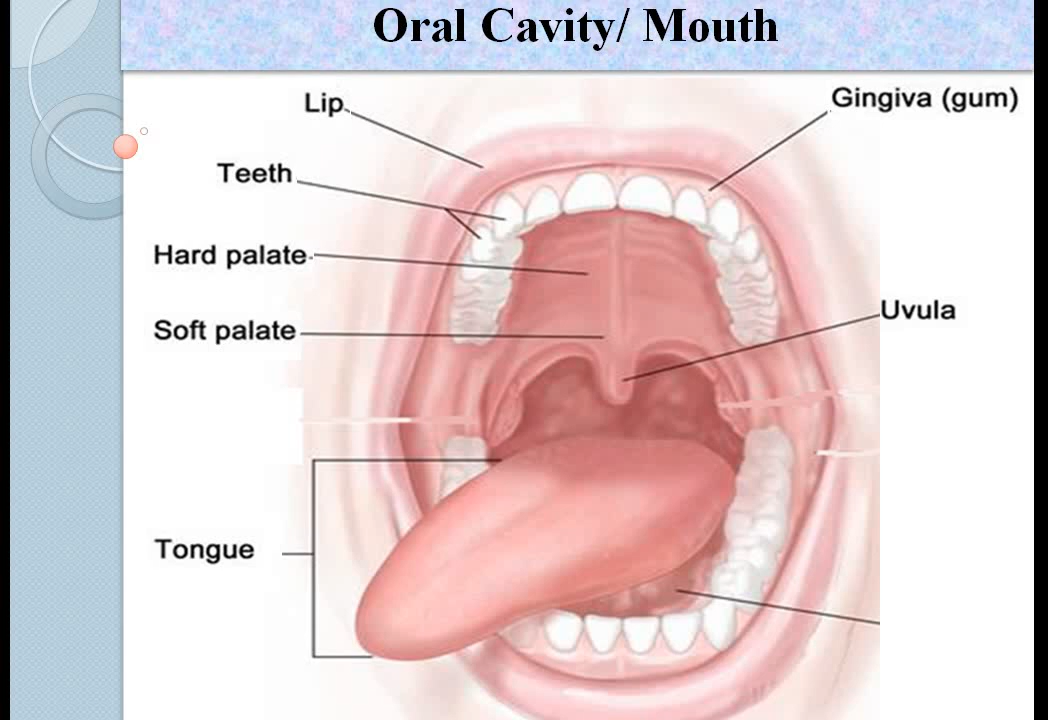 Oral Cavity/ Mouth
Lip
Gingiva (gum)
Teeth
Hard palate
Soft palate
Uvula
Tongue